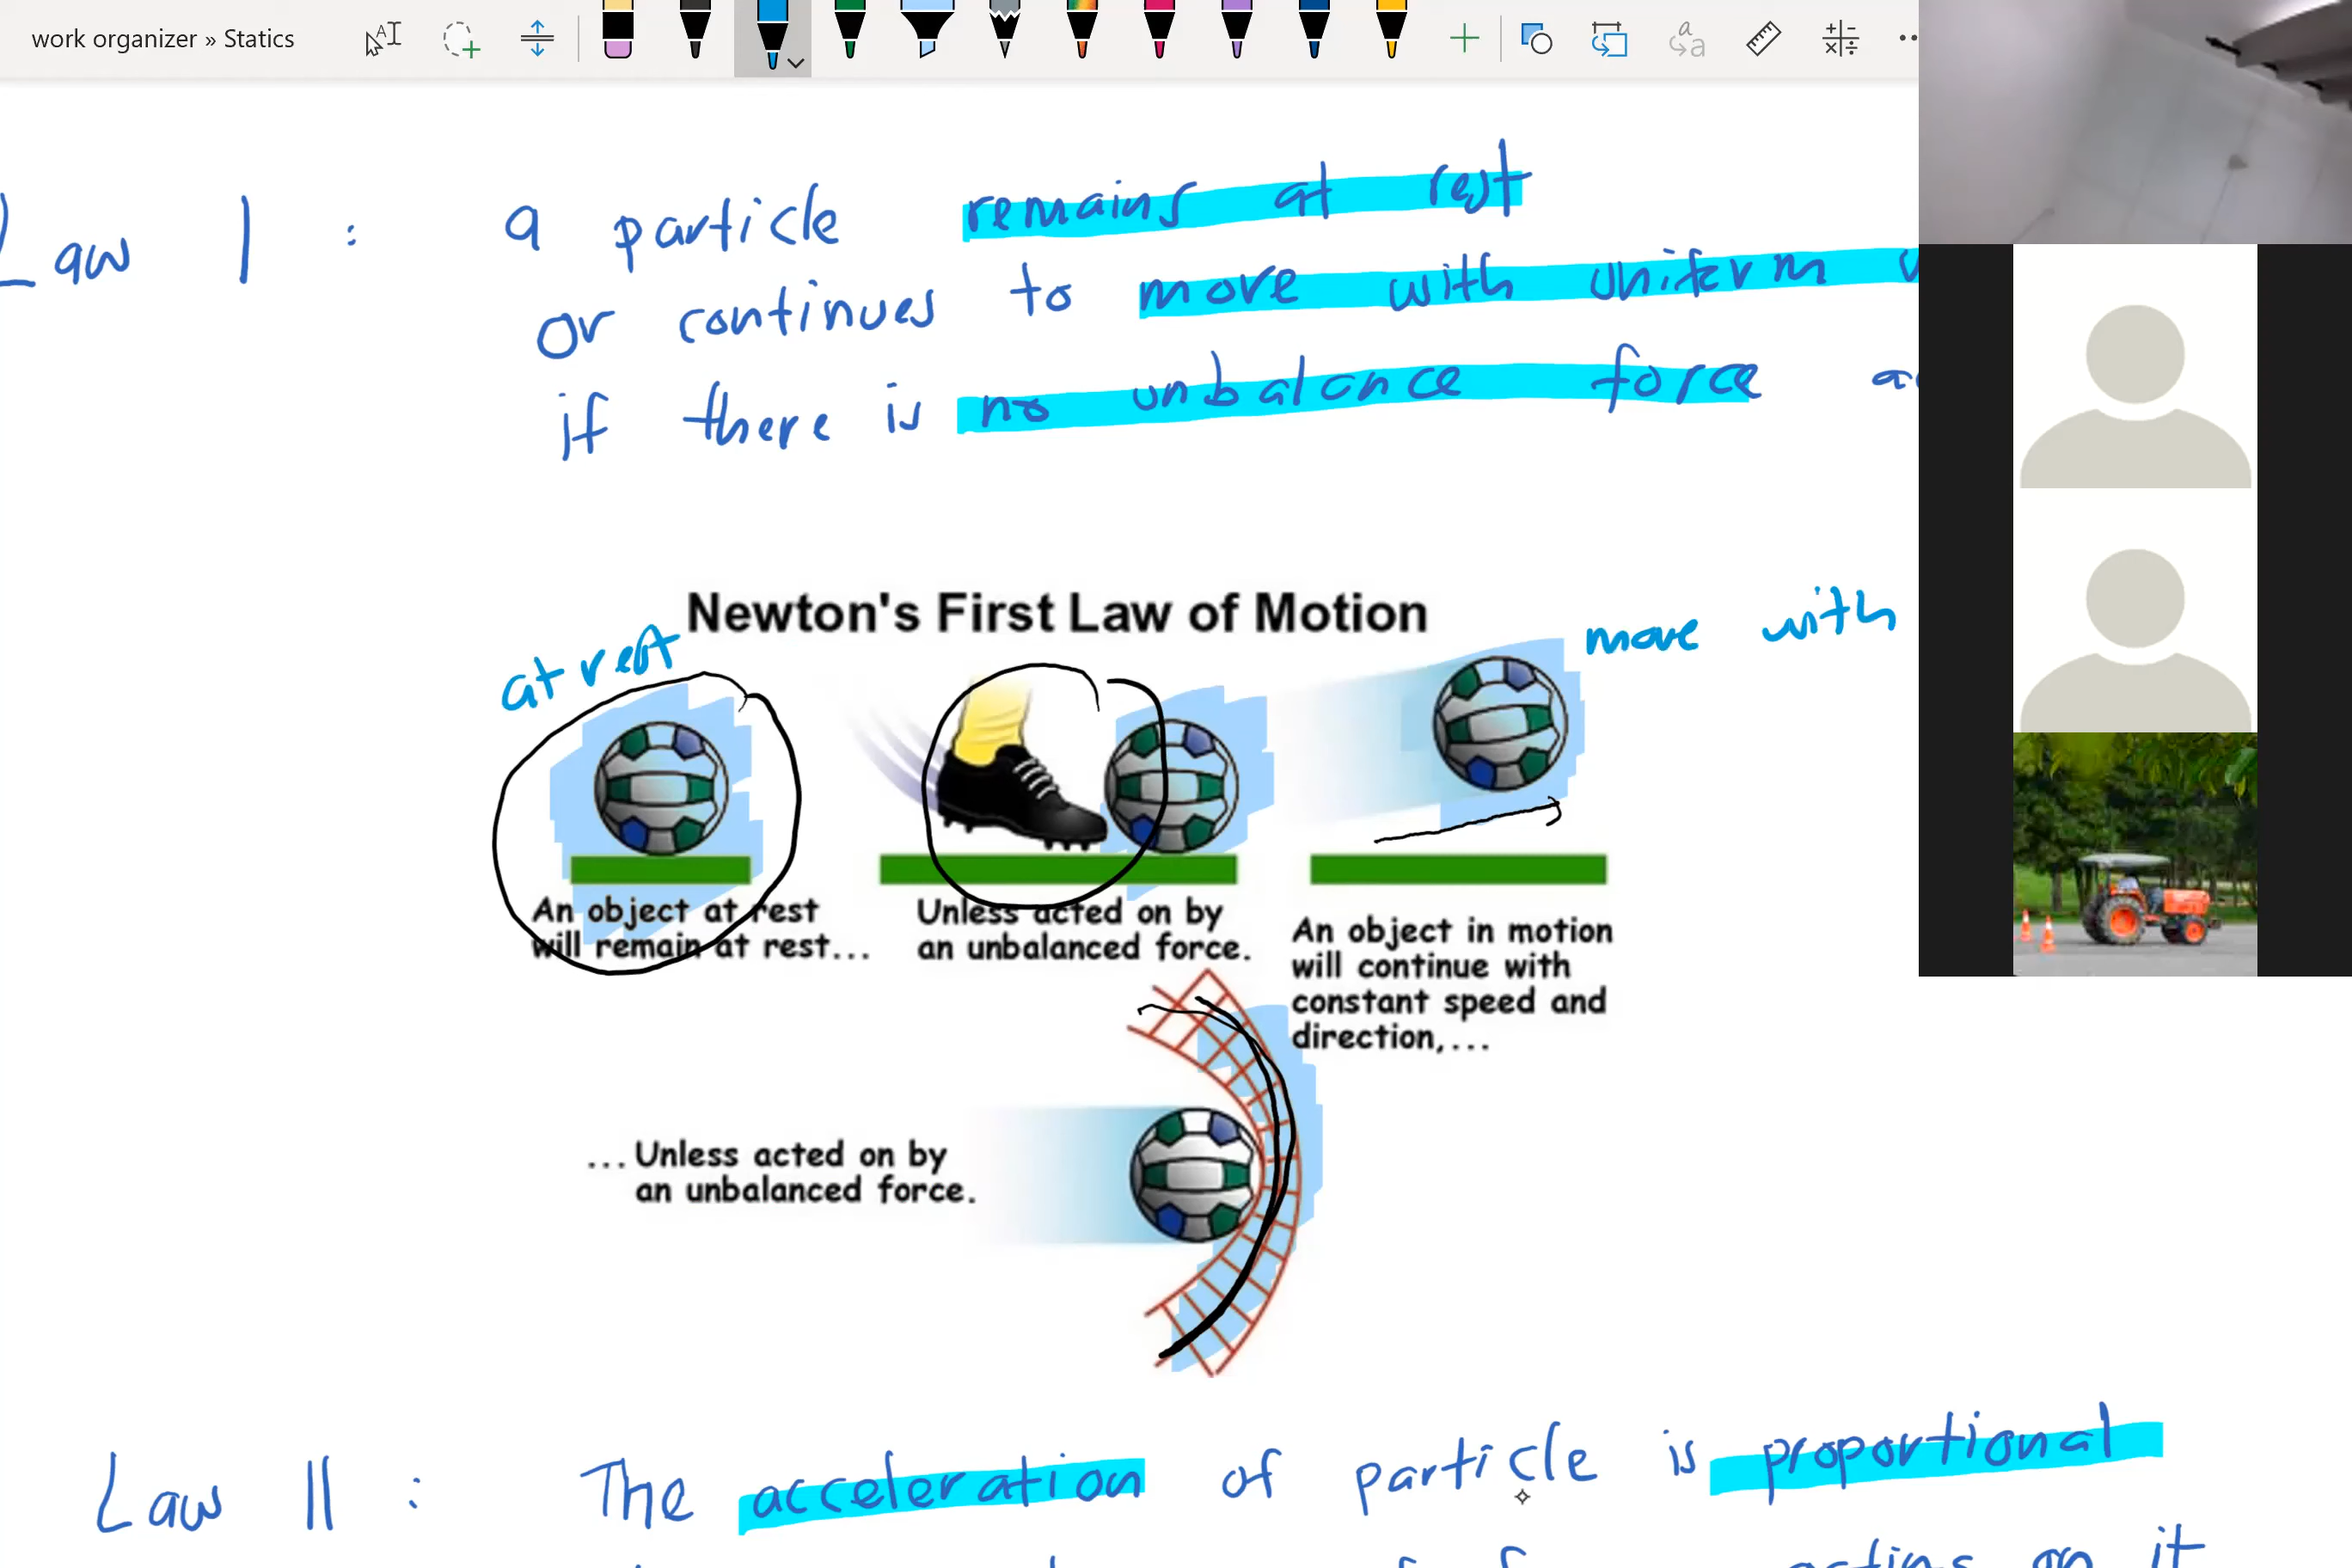 work organizer » Statics
Law I : a particle remains at rest
or continues to move with uniform
if there is no unbalance force
Newton's First Law of Motion
at rest
move with
An object at rest
will remain at rest...
Unless acted on by
an unbalanced force.
An object in motion
will continue with
constant speed and
direction,...
...Unless acted on by
an unbalanced force.
Law II : The acceleration of particle is proportional
acting on it